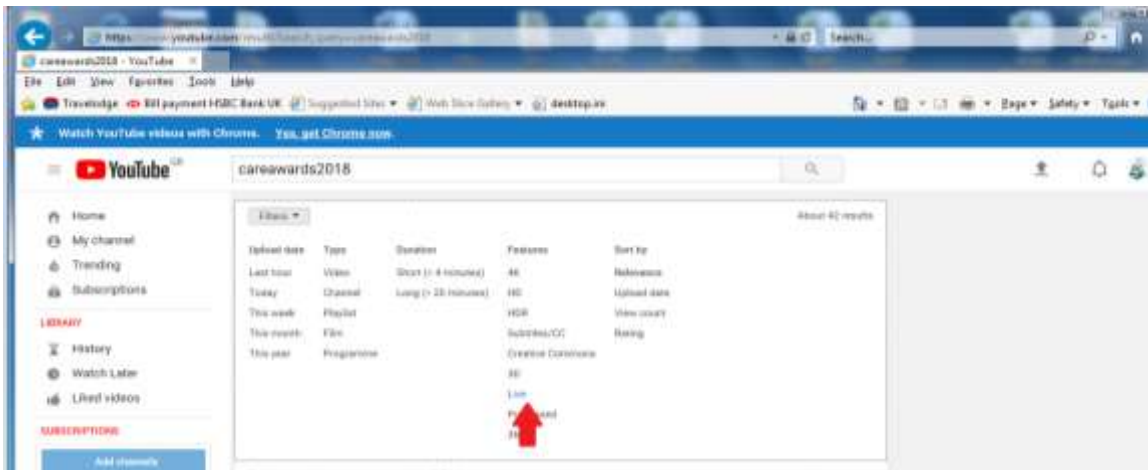 Search...
careawards2018 - YouTube
File Edit View Favorites Tools Help
Travelodge Bill payment HSBC Bank UK Suggested Sites Web Slice Gallery desktop.ini Page Safety Tools
Watch YouTube videos with Chrome. Yes, get Chrome now.
YouTube GB careawards2018
Home
My channel
Trending
Subscriptions
LIBRARY
History
Watch Later
Liked videos
SUBSCRIPTIONS
Add channels
Filters About 42 results
Upload date Type Duration Features Sort by
Last hour Video Short (< 4 minutes) 4K Relevance
Today Channel Long (> 20 minutes) HD Upload date
This week Playlist HDR View count
This month Film Subtitles/CC Rating
This year Programme Creative Commons
3D
Live